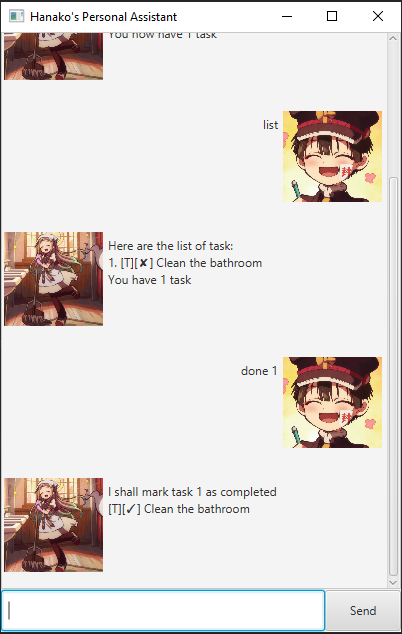 Hanako's Personal Assistant
You now have 1 task
list
Here are the list of task:
1. [T][✘] Clean the bathroom
You have 1 task
done 1
I shall mark task 1 as completed
[T][✓] Clean the bathroom
Send